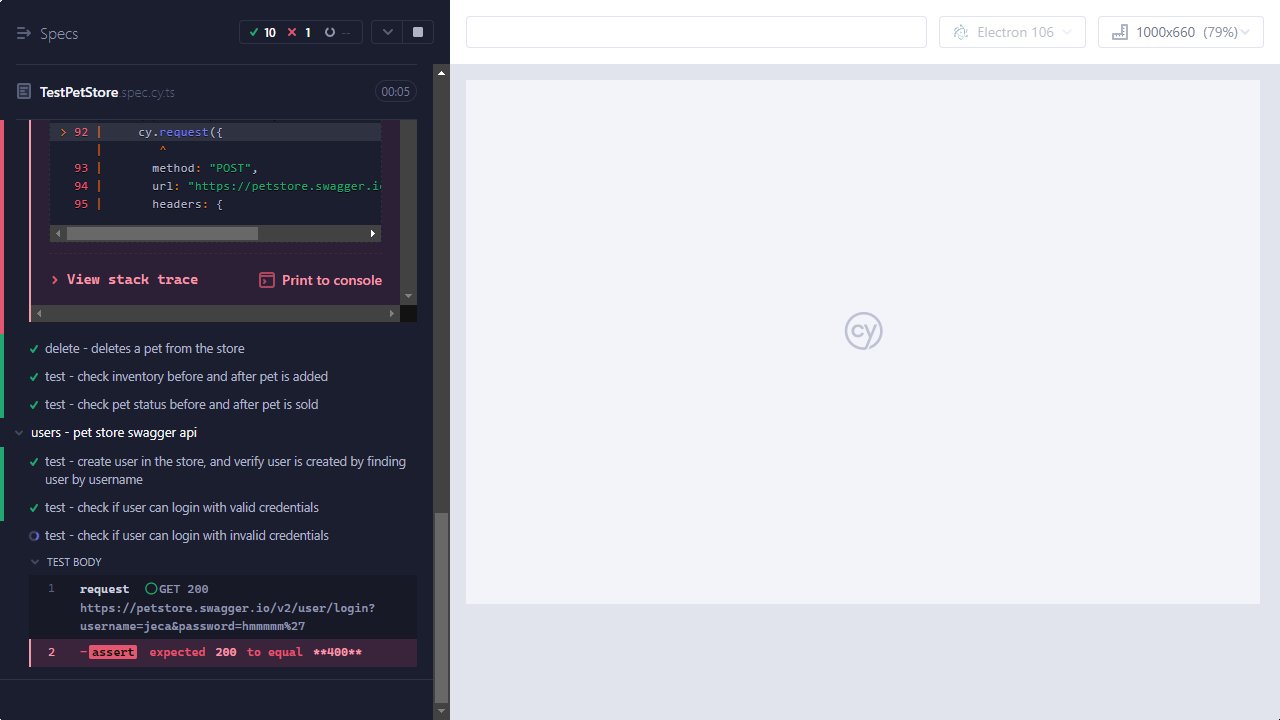 Specs
10
1
--
Electron 106
1000x660 (79%)
TestPetStore.spec.cy.ts
00:05
> 92 | cy.request({
| ^
93 | method: "POST",
94 | url: "https://petstore.swagger.io
95 | headers: {
View stack trace
Print to console
cy
delete - deletes a pet from the store
test - check inventory before and after pet is added
test - check pet status before and after pet is sold
users - pet store swagger api
test - create user in the store, and verify user is created by finding
user by username
test - check if user can login with valid credentials
test - check if user can login with invalid credentials
TEST BODY
1 request GET 200
https://petstore.swagger.io/v2/user/login?
username=jeca&password=hmmmmm%27
2 -assert expected 200 to equal **400**